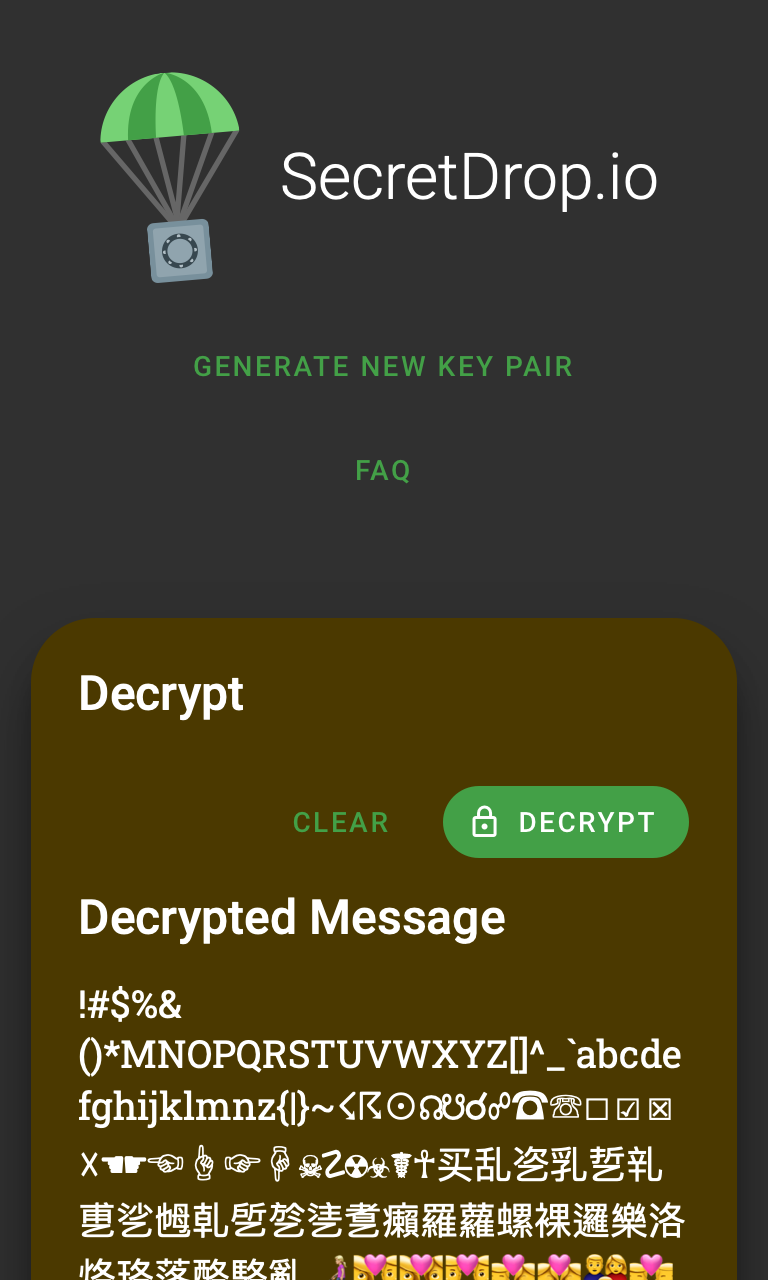 SecretDrop.io
GENERATE NEW KEY PAIR
FAQ
Decrypt
CLEAR
DECRYPT
Decrypted Message
!#$%&
()*MNOPQRSTUVWXYZ[]^_`abcde
fghijklmnz{|}~☇☈☉☊☋☌☍☎☏☐☑☒
☓☚☛☜☝☞☟☠☡☢☣☤☥买乱乲乳乴乵
乶乷乸乹乺乻乼乽癩羅蘿螺裸邏樂洛